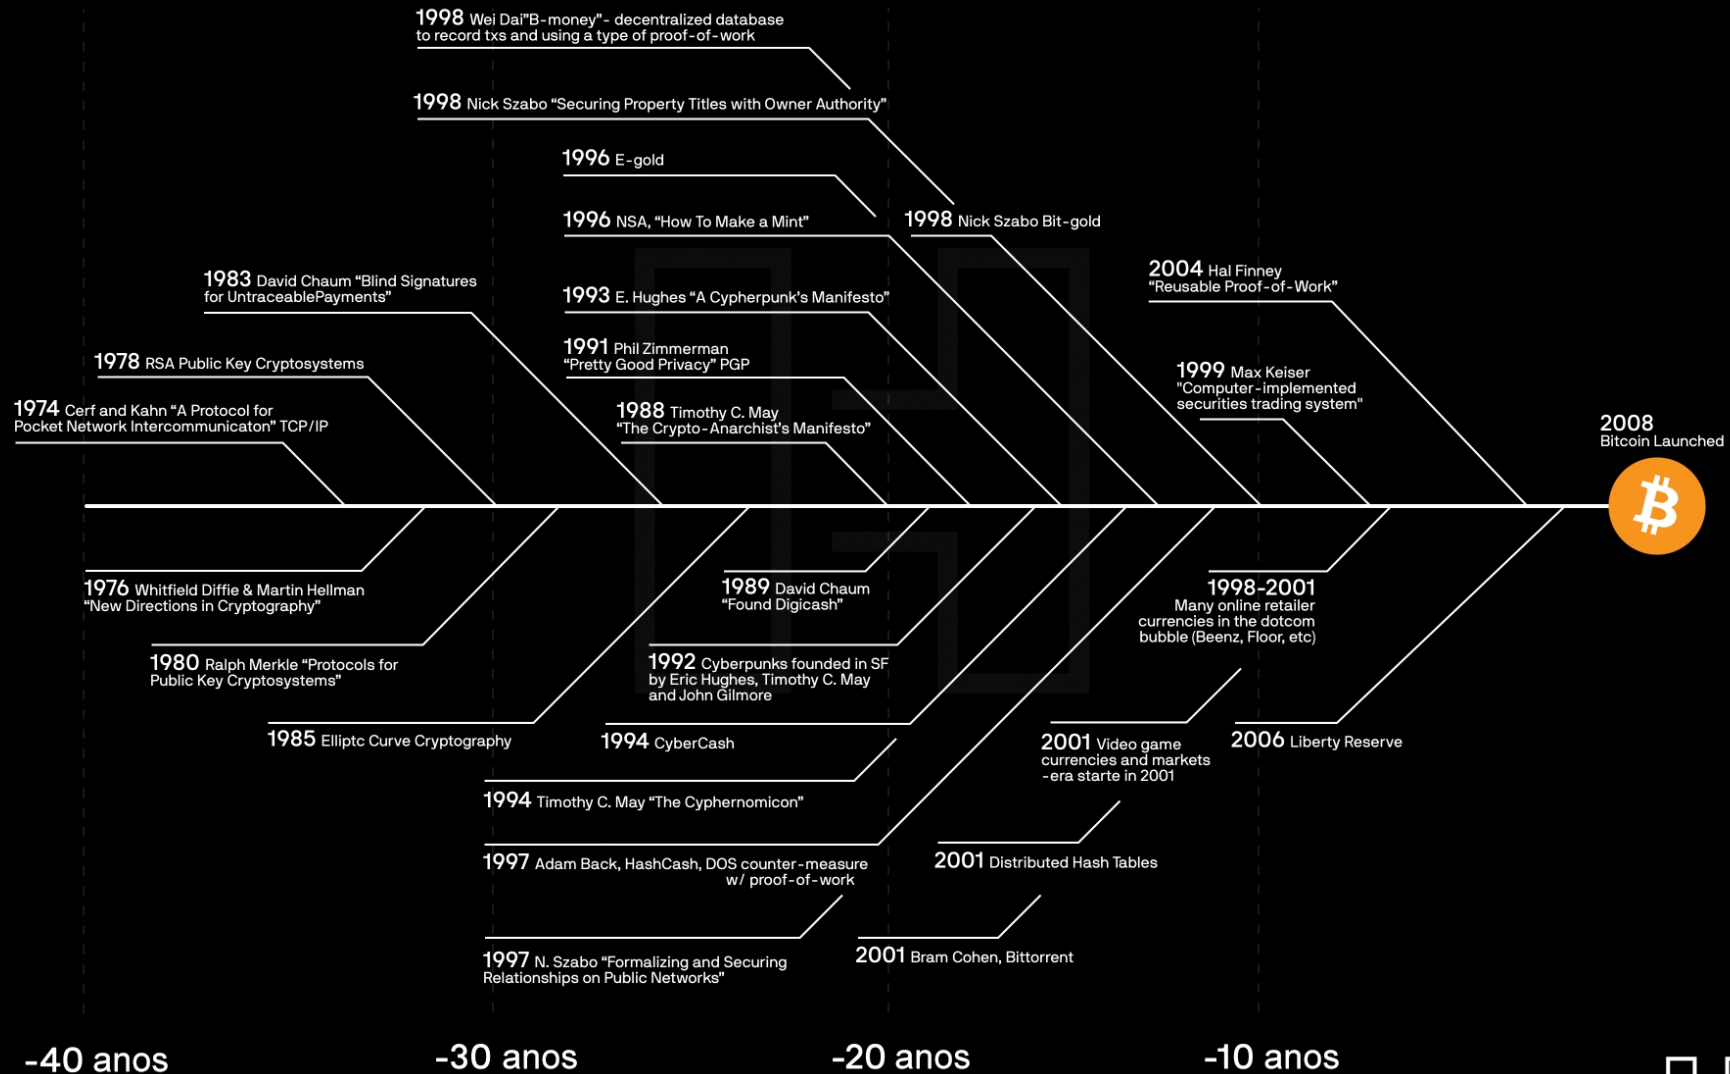 1998 Wei Dai"B-money"- decentralized database
to record txs and using a type of proof-of-work
1998 Nick Szabo “Securing Property Titles with Owner Authority”
1996 E-gold
1996 NSA, “How To Make a Mint”
1998 Nick Szabo Bit-gold
1983 David Chaum “Blind Signatures
for UntraceablePayments”
1993 E. Hughes “A Cypherpunk's Manifesto”
2004 Hal Finney
“Reusable Proof-of-Work”
1991 Phil Zimmerman
“Pretty Good Privacy” PGP
1978 RSA Public Key Cryptosystems
1999 Max Keiser
"Computer-implemented
securities trading system"
1974 Cerf and Kahn “A Protocol for
Pocket Network Intercommunicaton” TCP/IP
1988 Timothy C. May
“The Crypto-Anarchist's Manifesto”
2008
Bitcoin Launched
1976 Whitfield Diffie & Martin Hellman
“New Directions in Cryptography”
1989 David Chaum
“Found Digicash”
1998-2001
Many online retailer
currencies in the dotcom
bubble (Beenz, Floor, etc)
1980 Ralph Merkle “Protocols for
Public Key Cryptosystems”
1992 Cyberpunks founded in SF
by Eric Hughes, Timothy C. May
and John Gilmore
1985 Elliptc Curve Cryptography
1994 CyberCash
2001 Video game
currencies and markets
-era starte in 2001
2006 Liberty Reserve
1994 Timothy C. May “The Cyphernomicon”
1997 Adam Back, HashCash, DOS counter-measure
w/ proof-of-work
2001 Distributed Hash Tables
1997 N. Szabo “Formalizing and Securing
Relationships on Public Networks”
2001 Bram Cohen, Bittorrent
-40 anos
-30 anos
-20 anos
-10 anos